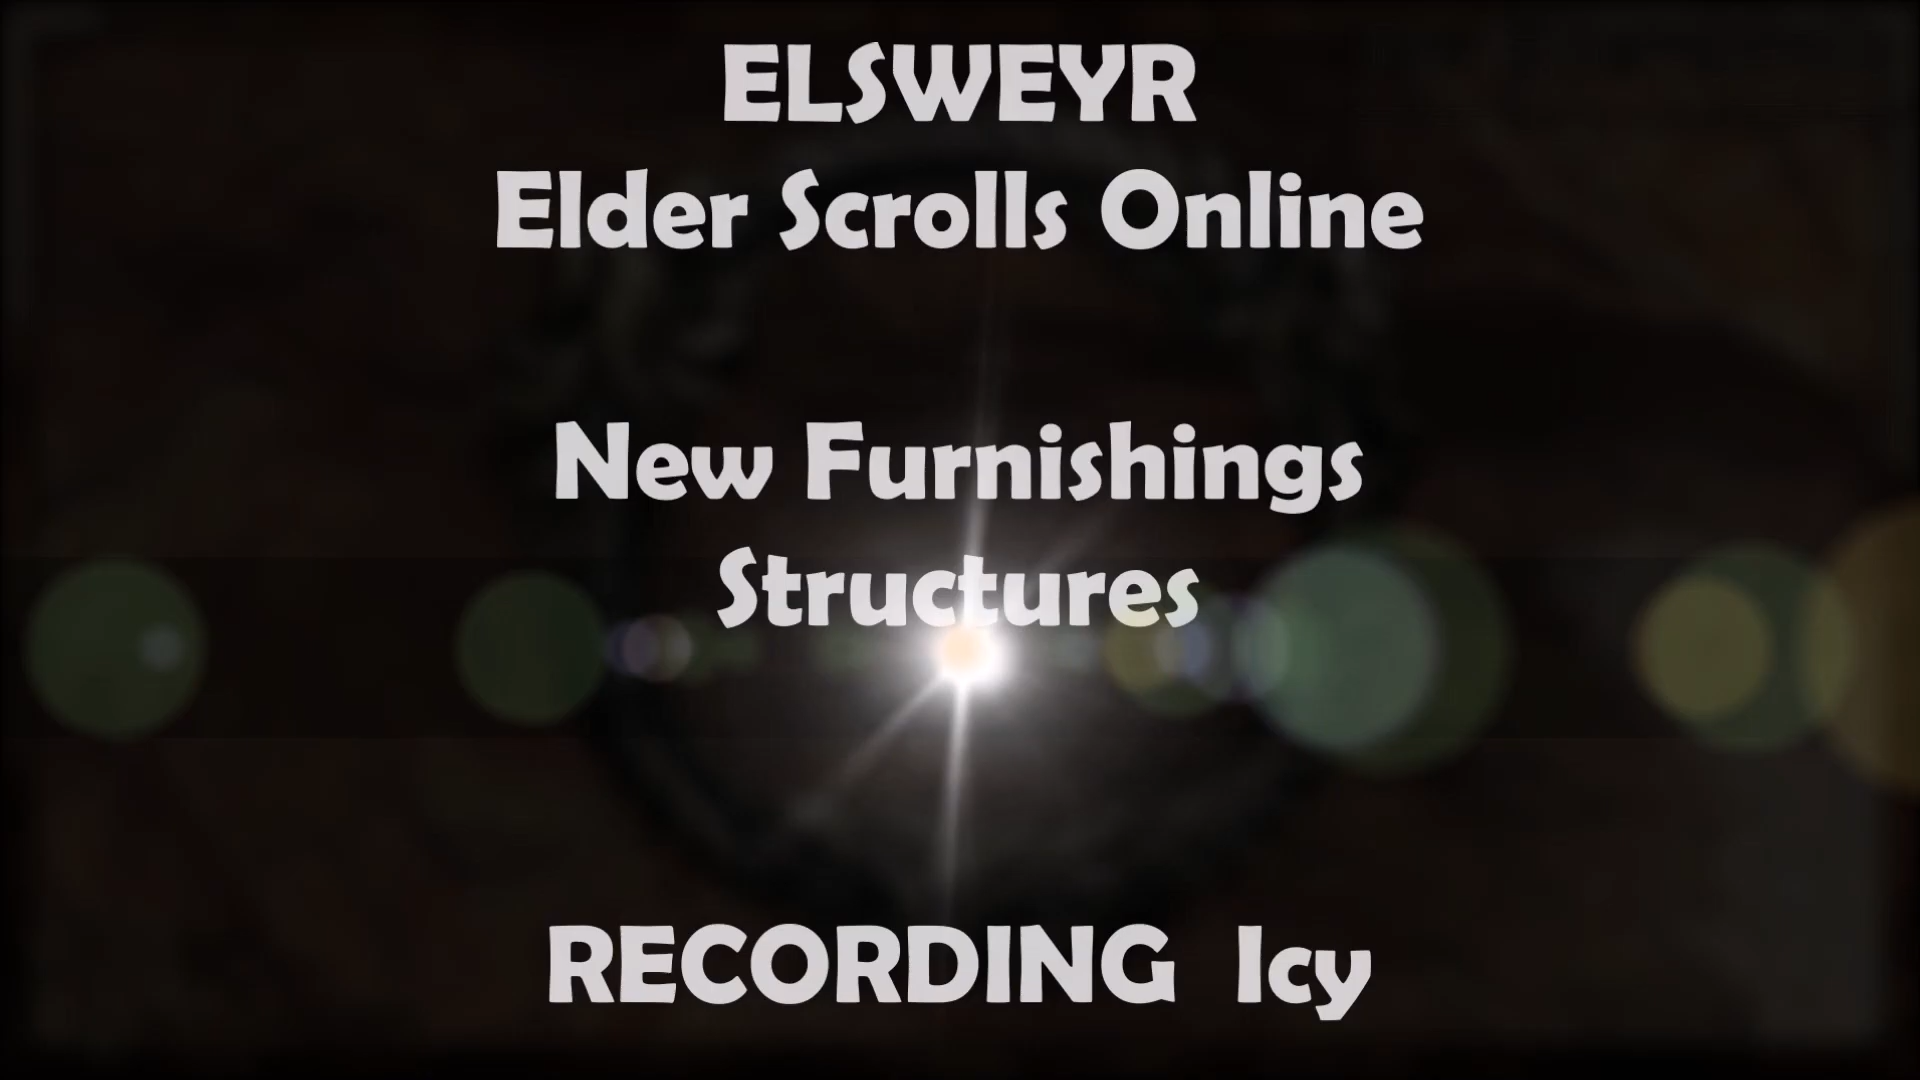 ELSWEYR
Elder Scrolls Online
New Furnishings
Structures
RECORDING Icy